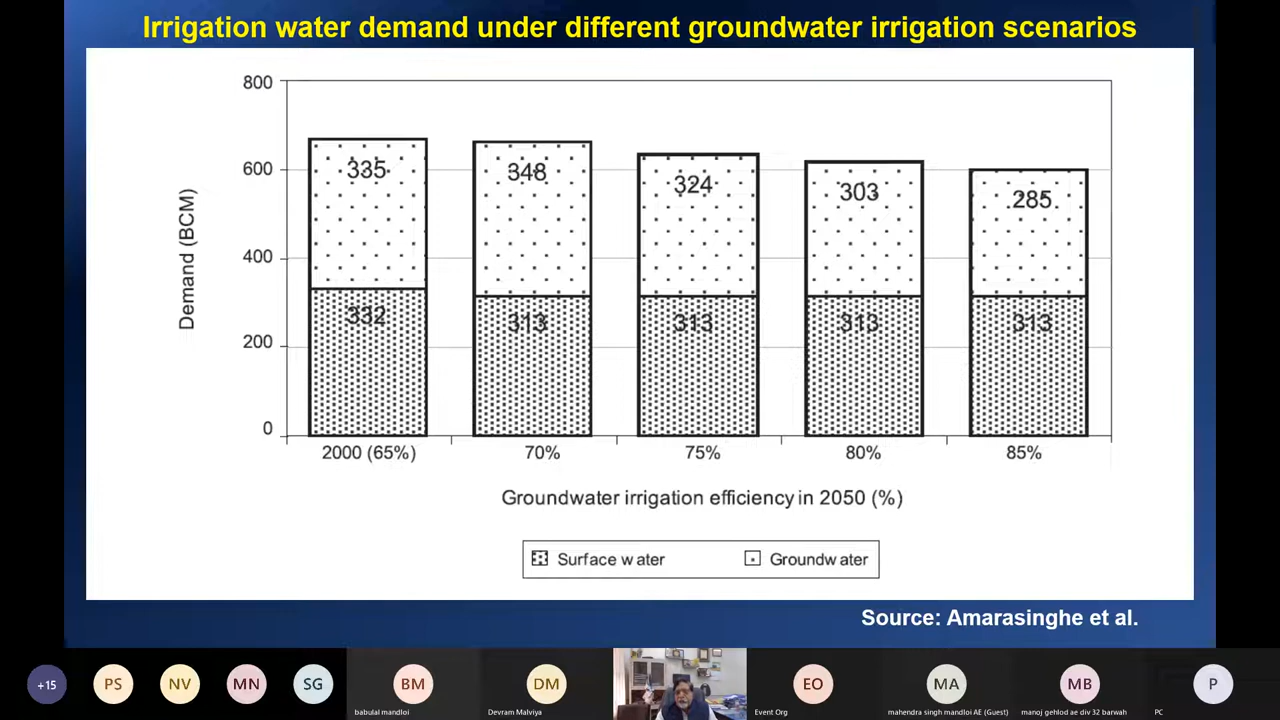 Irrigation water demand under different groundwater irrigation scenarios
800
600
400
200
0
Demand (BCM)
335
348
324
303
285
332
313
313
313
313
2000 (65%)
70%
75%
80%
85%
Groundwater irrigation efficiency in 2050 (%)
Surface water
Groundwater
Source: Amarasinghe et al.
+15
PS
NV
MN
SG
BM
babulal mandloi
DM
Devram Malviya
EO
Event Org
MA
mahendra singh mandloi AE (Guest)
MB
manoj gehlod ae div 32 barwah
P
PC